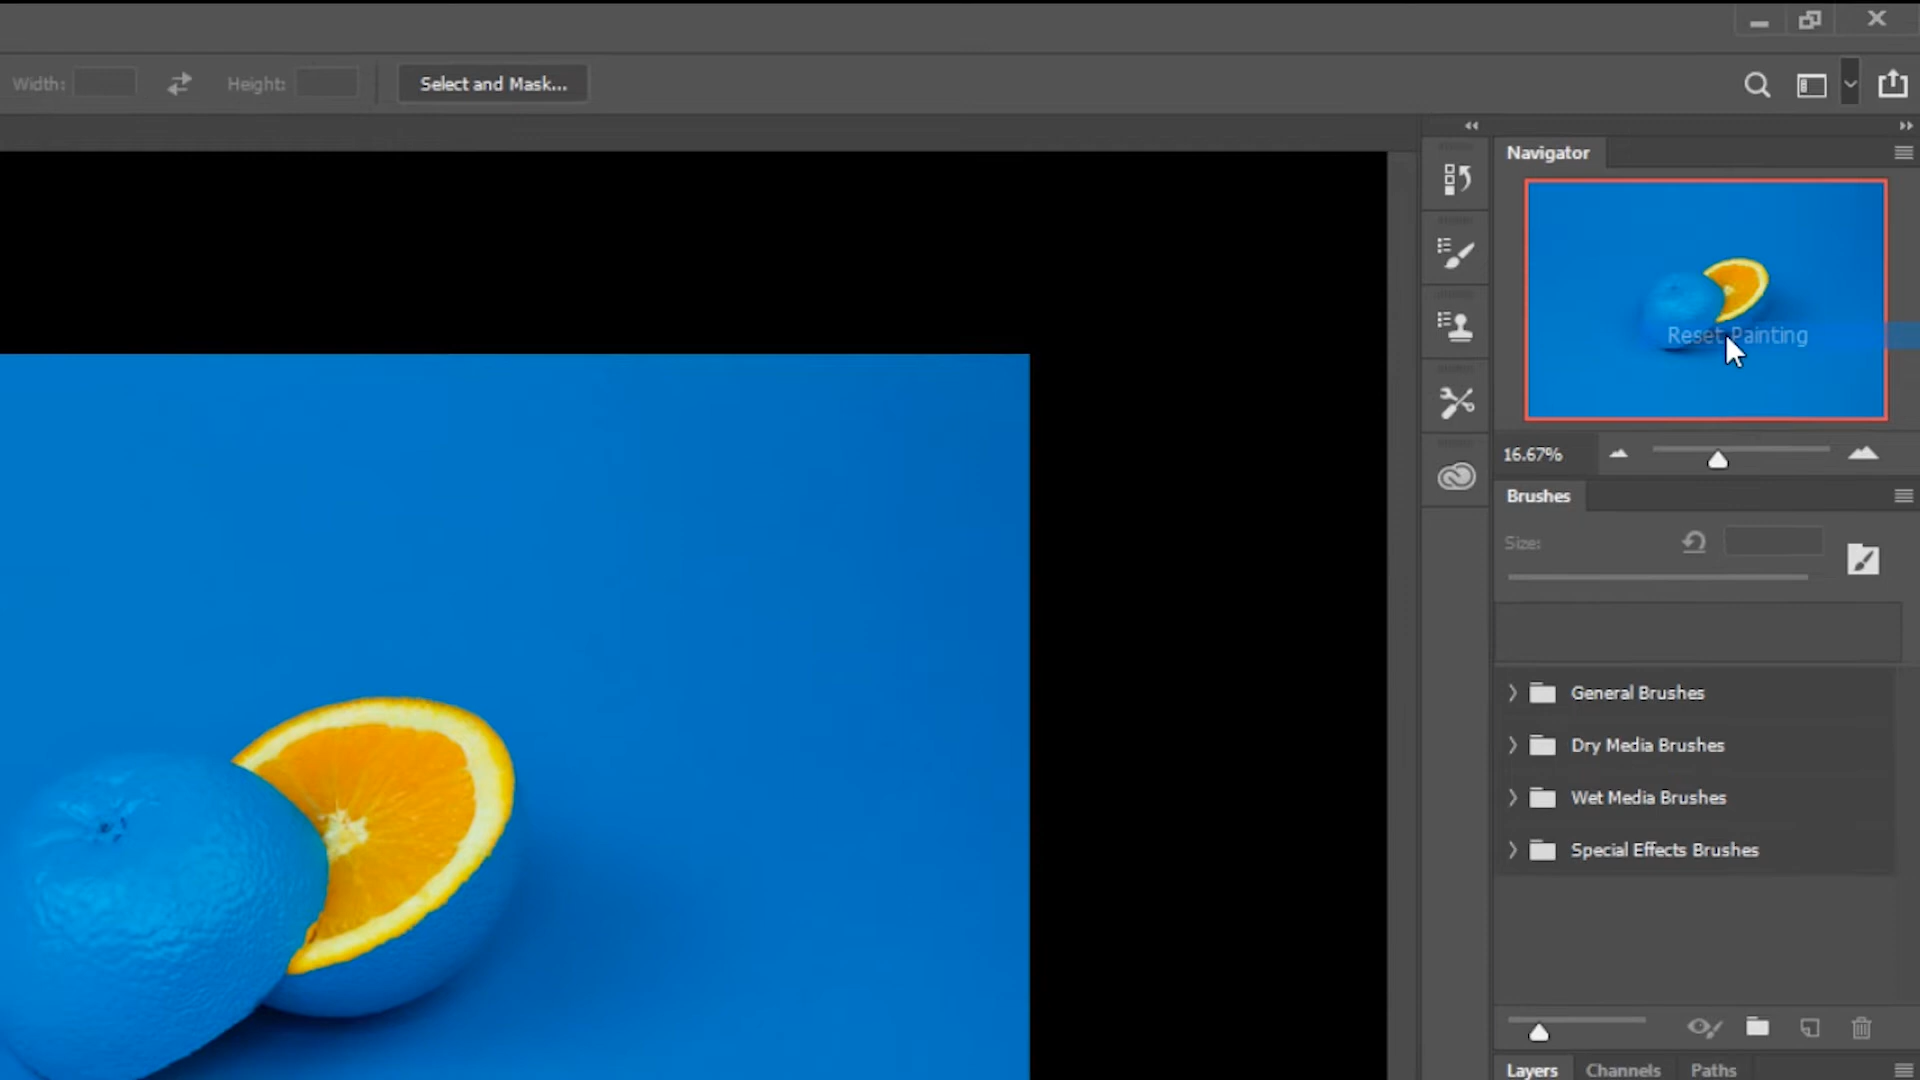 Width:
Height:
Select and Mask...
Navigator
Reset Painting
16.67%
Brushes
Size:
General Brushes
Dry Media Brushes
Wet Media Brushes
Special Effects Brushes
Layers
Channels
Paths